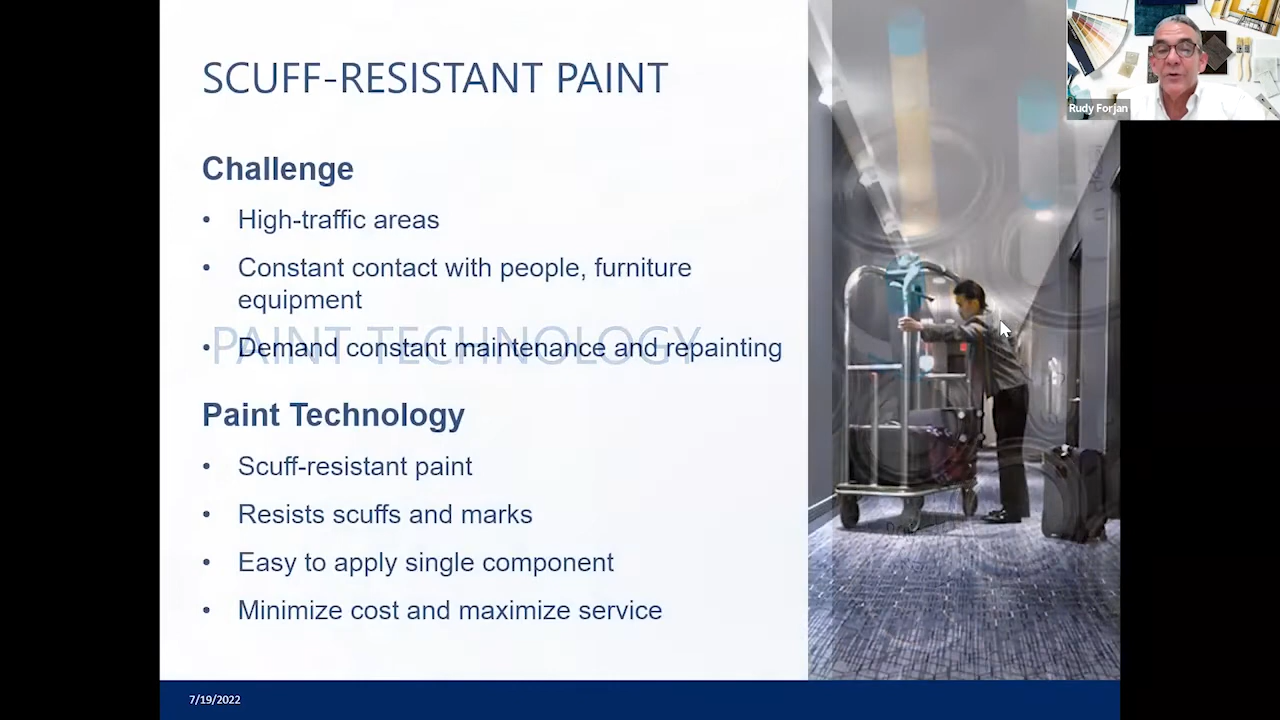 SCUFF-RESISTANT PAINT
Rudy Forjan
Challenge
• High-traffic areas
• Constant contact with people, furniture
equipment
PAINT TECHNOLOGY
• Demand constant maintenance and repainting
Paint Technology
• Scuff-resistant paint
• Resists scuffs and marks
• Easy to apply single component
• Minimize cost and maximize service
7/19/2022